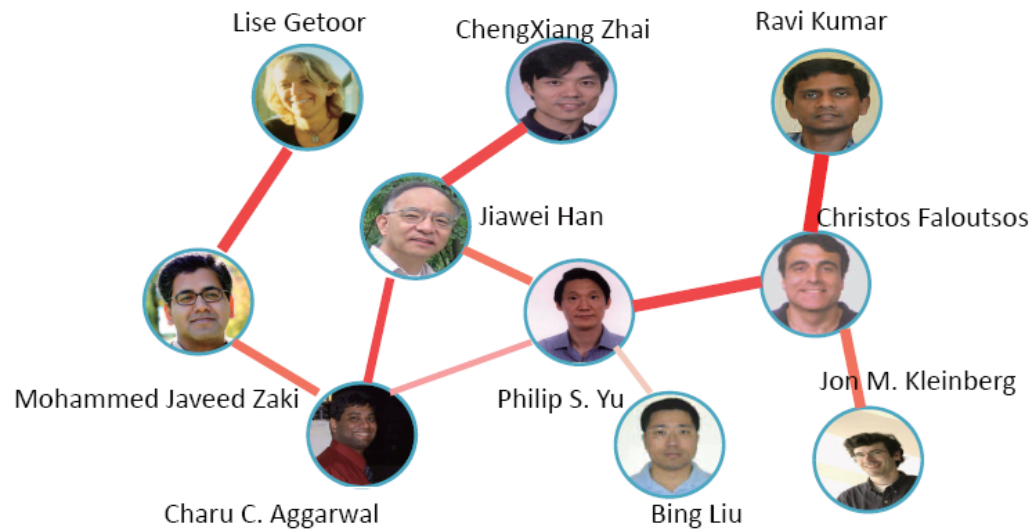 Lise Getoor
ChengXiang Zhai
Ravi Kumar
Jiawei Han
Christos Faloutsos
Mohammed Javeed Zaki
Philip S. Yu
Jon M. Kleinberg
Charu C. Aggarwal
Bing Liu